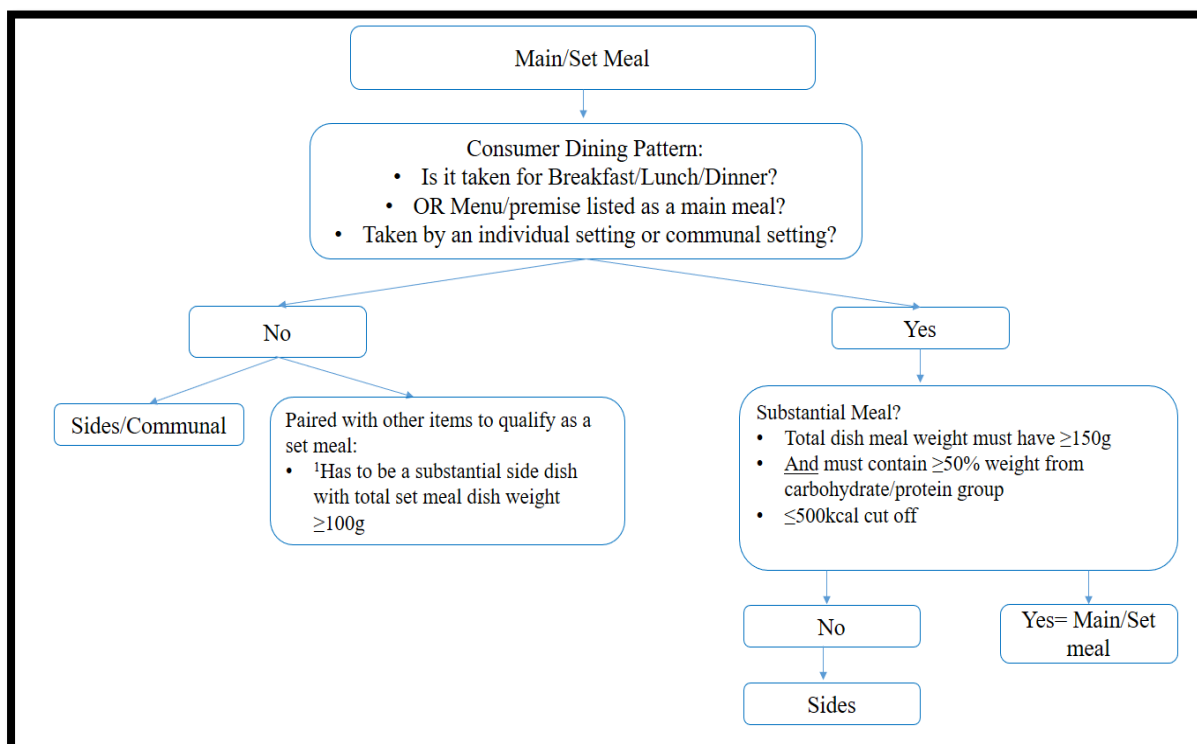 Main/Set Meal
Consumer Dining Pattern:
• Is it taken for Breakfast/Lunch/Dinner?
• OR Menu/premise listed as a main meal?
• Taken by an individual setting or communal setting?
No
Yes
Sides/Communal
Paired with other items to qualify as a
set meal:
• ¹Has to be a substantial side dish
with total set meal dish weight
≥100g
Substantial Meal?
• Total dish meal weight must have ≥150g
• And must contain ≥50% weight from
carbohydrate/protein group
• ≤500kcal cut off
No
Yes= Main/Set
meal
Sides